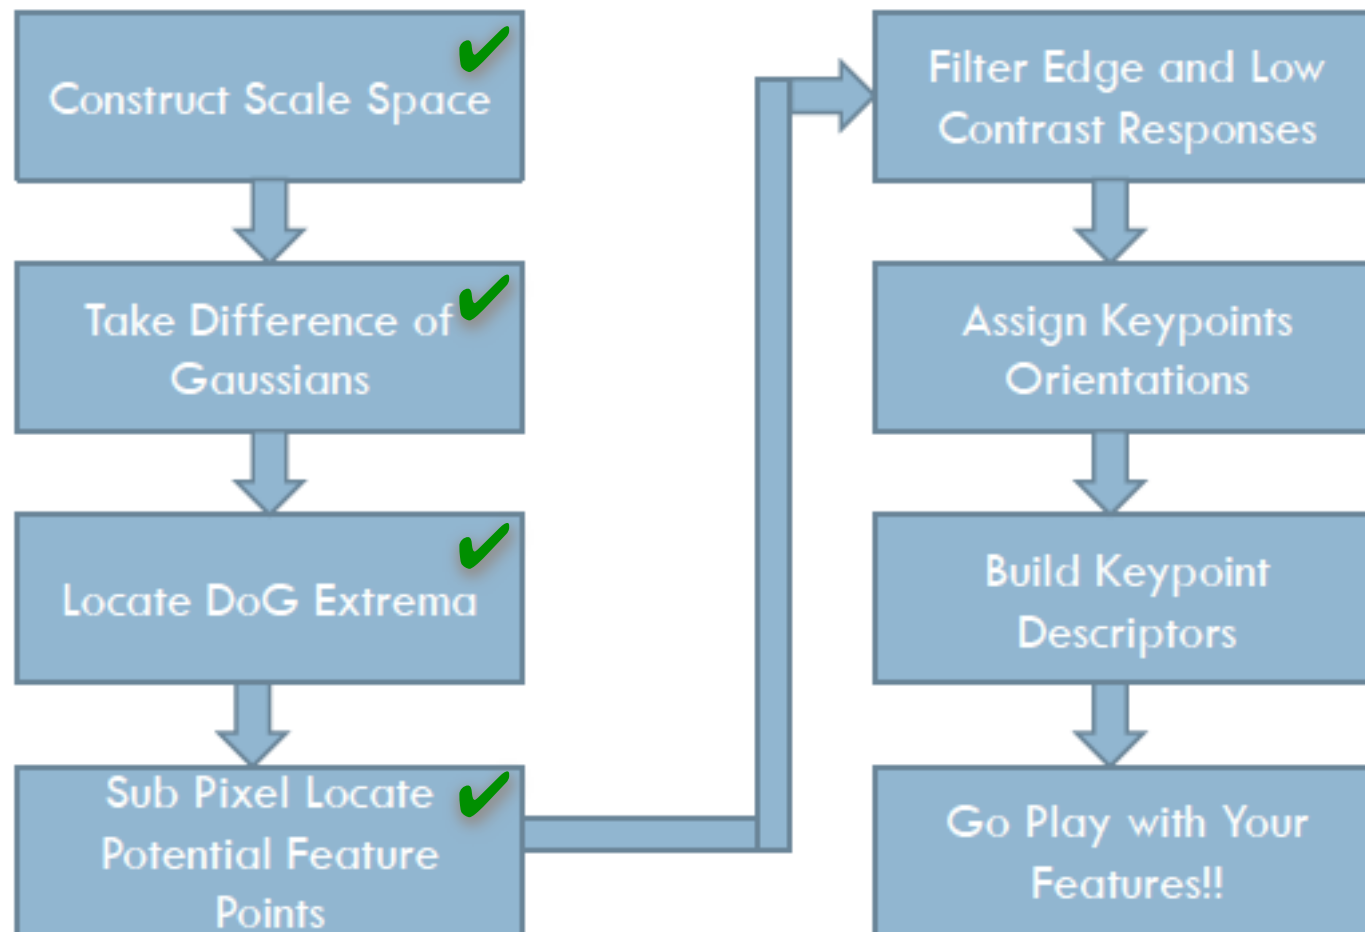 Construct Scale Space
Take Difference of
Gaussians
Locate DoG Extrema
Sub Pixel Locate
Potential Feature
Points
Filter Edge and Low
Contrast Responses
Assign Keypoints
Orientations
Build Keypoint
Descriptors
Go Play with Your
Features!!